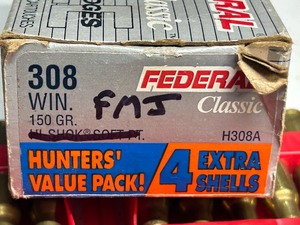 308
WIN.
150 GR.
HI-SHOK® SOFT PT.
FMJ
FEDERAL
Classic
H308A
HUNTERS'
VALUE PACK!
4 EXTRA
SHELLS